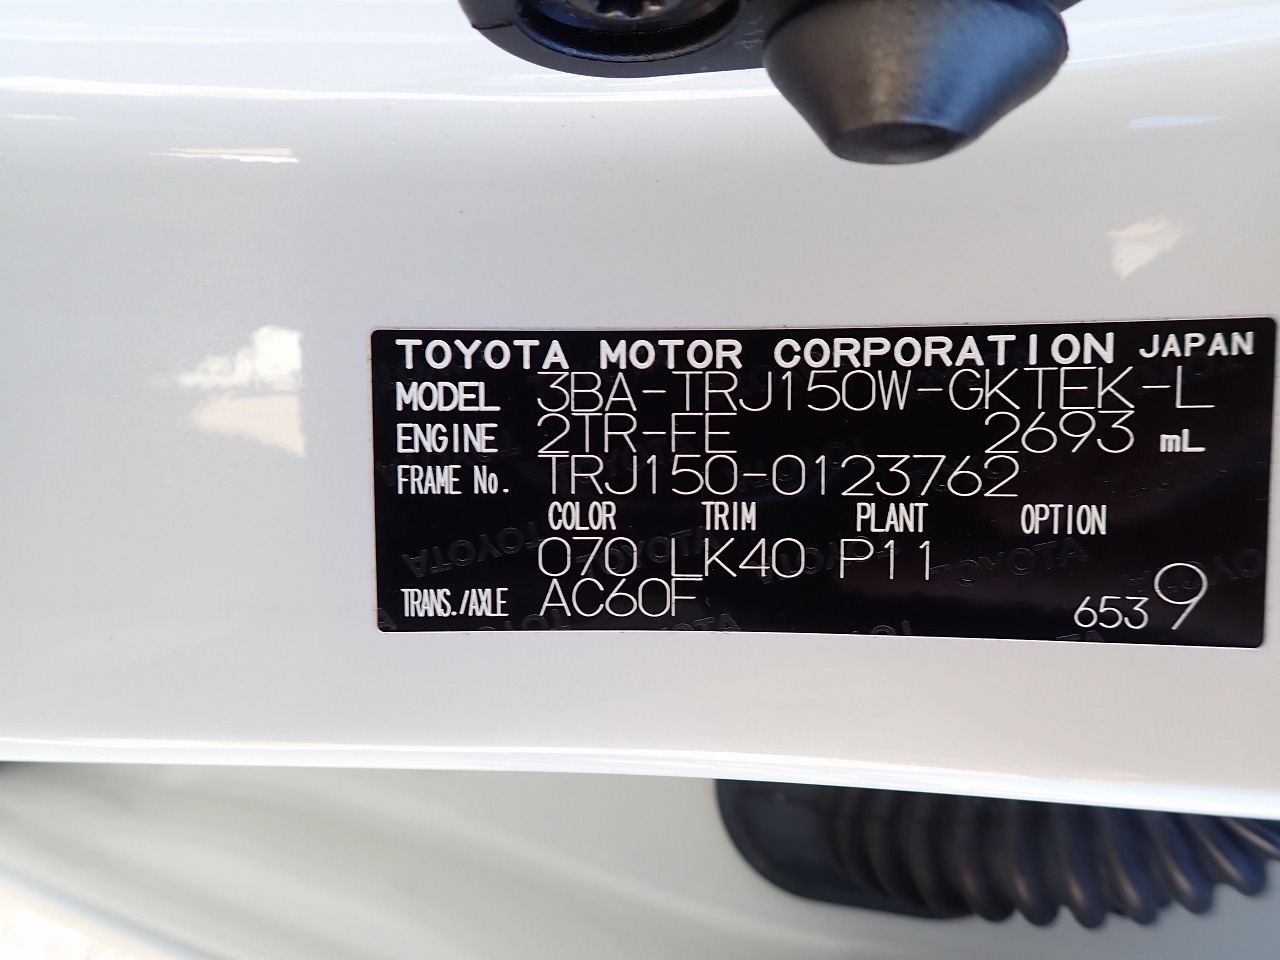 TOYOTA MOTOR CORPORATION JAPAN
MODEL 3BA-TRJ150W-GKTEK-L
ENGINE 2TR-FE 2693 mL
FRAME No. TRJ150-0123762
COLOR TRIM PLANT OPTION
070 LK40 P11
TRANS./AXLE AC60F 6539